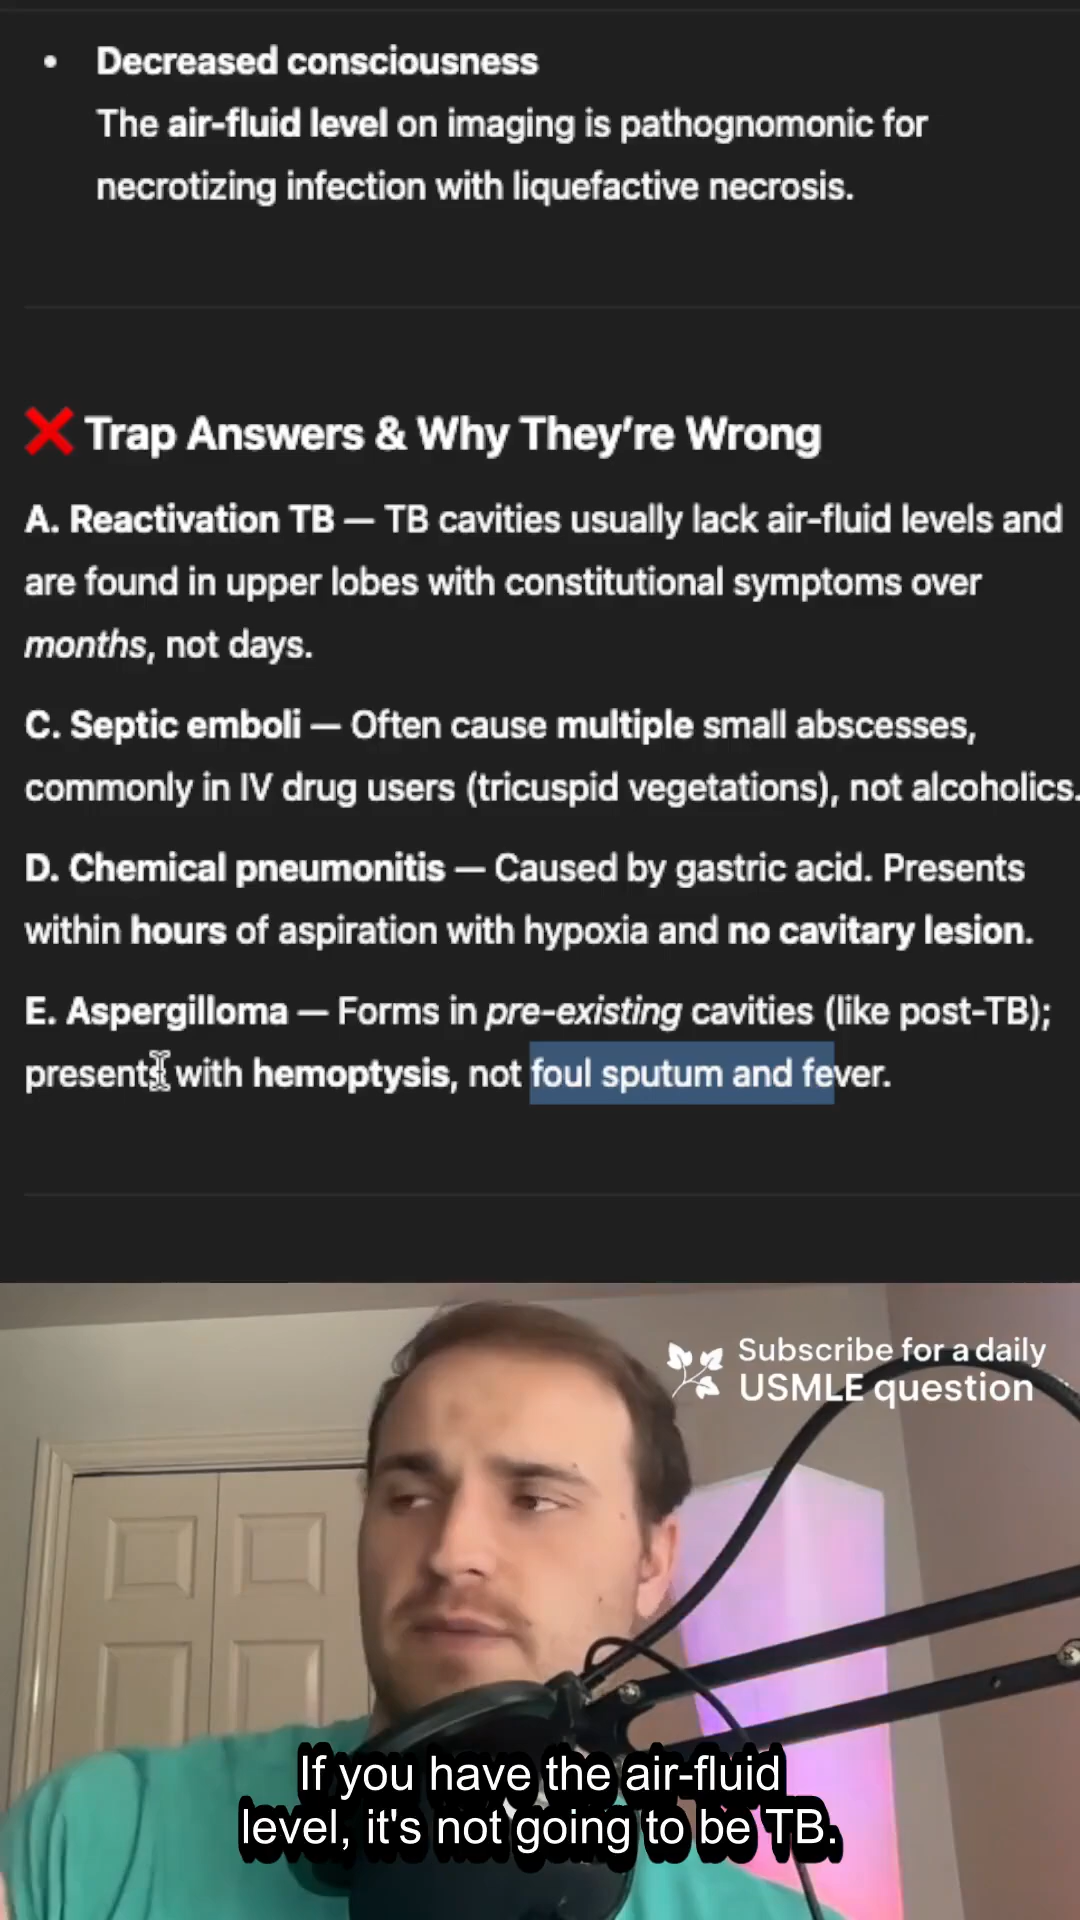 • Decreased consciousness
The air-fluid level on imaging is pathognomonic for
necrotizing infection with liquefactive necrosis.
❌ Trap Answers & Why They’re Wrong
A. Reactivation TB — TB cavities usually lack air-fluid levels and
are found in upper lobes with constitutional symptoms over
months, not days.
C. Septic emboli — Often cause multiple small abscesses,
commonly in IV drug users (tricuspid vegetations), not alcoholics.
D. Chemical pneumonitis — Caused by gastric acid. Presents
within hours of aspiration with hypoxia and no cavitary lesion.
E. Aspergilloma — Forms in pre-existing cavities (like post-TB);
presents with hemoptysis, not foul sputum and fever.
Subscribe for a daily
USMLE question
If you have the air-fluid
level, it's not going to be TB.